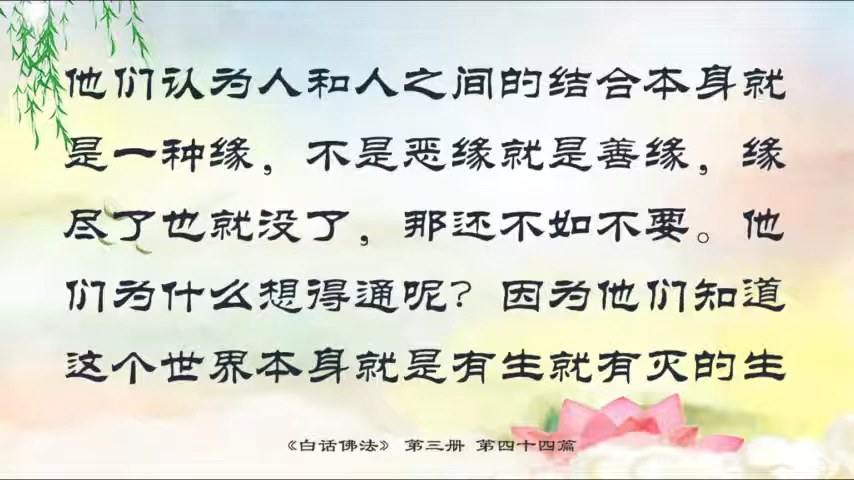 他们认为人和人之间的结合本身就
是一种缘，不是恶缘就是善缘，缘
尽了也就没了，那还不如不要。他
们为什么想得通呢？因为他们知道
这个世界本身就是有生就有灭的生
《白话佛法》 第三册 第四十四篇